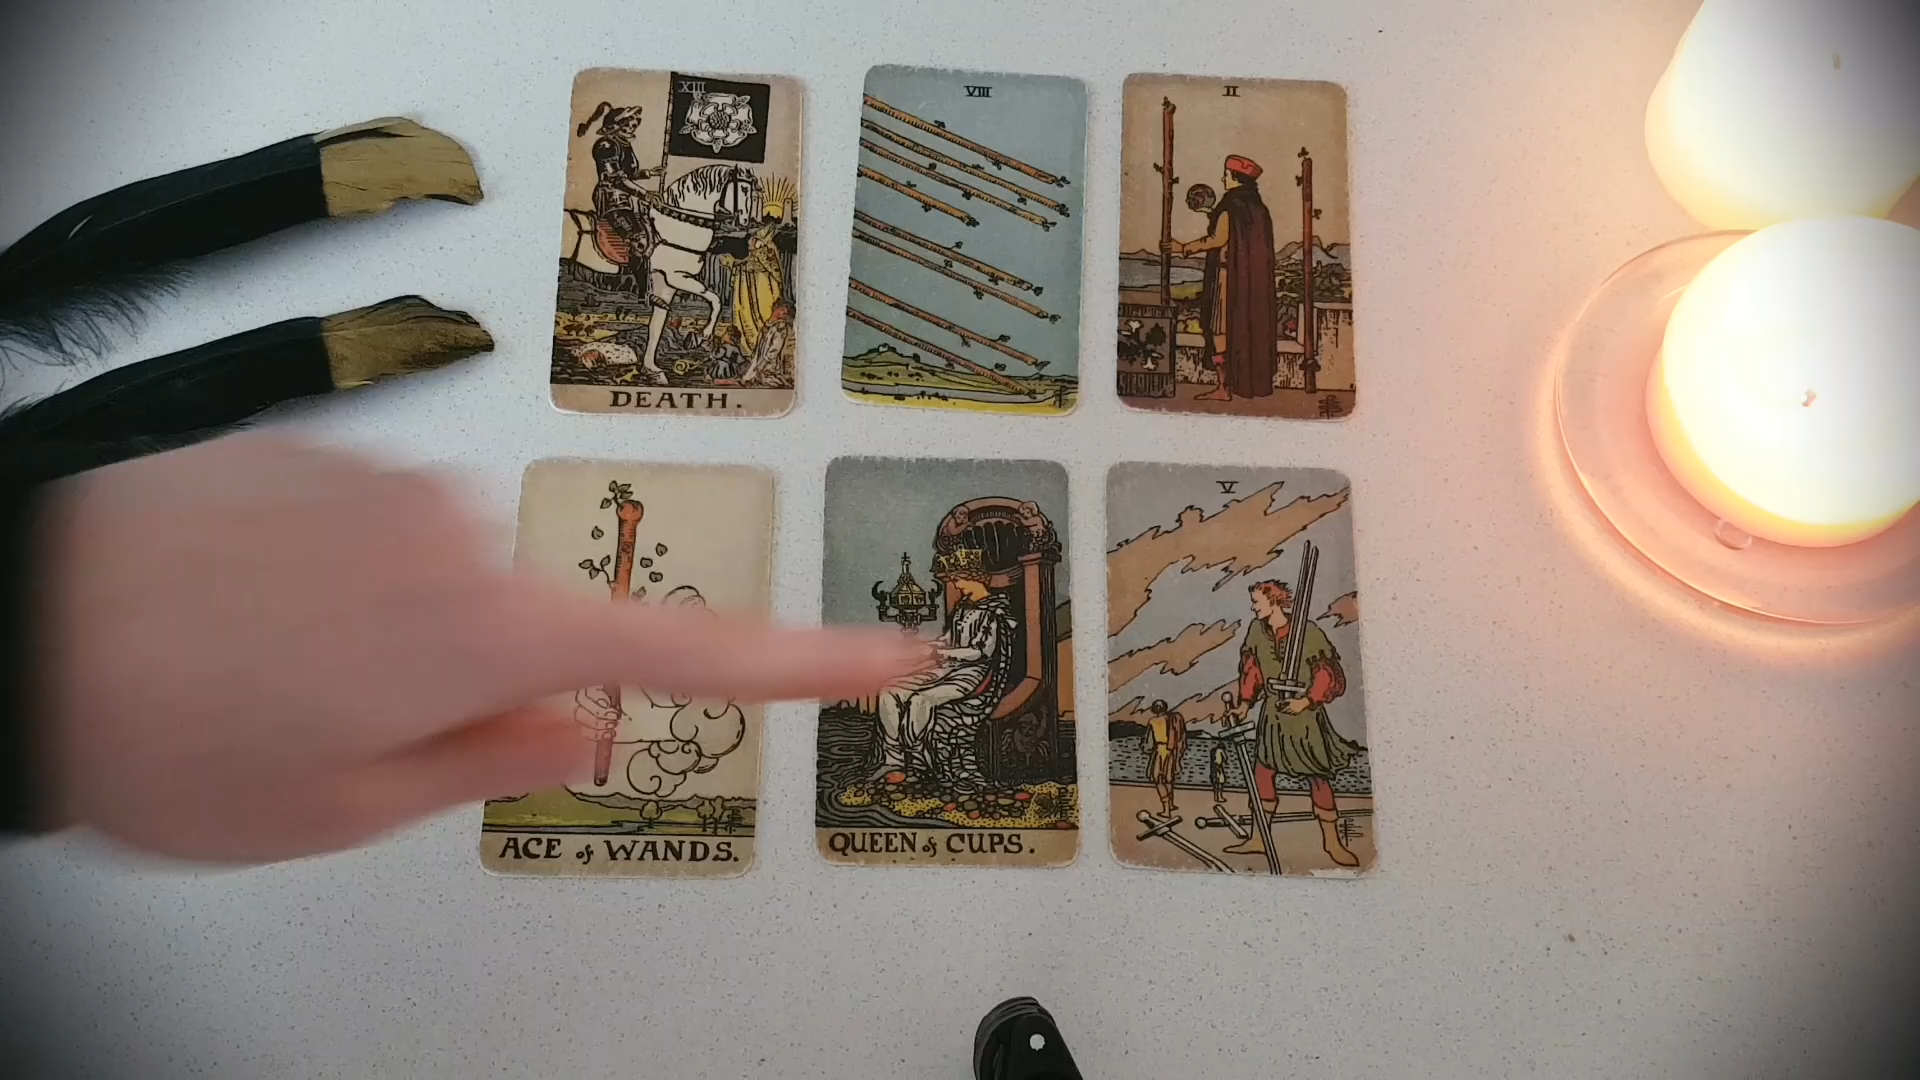 XIII
VIII
II
DEATH.
V
ACE of WANDS.
QUEEN of CUPS.